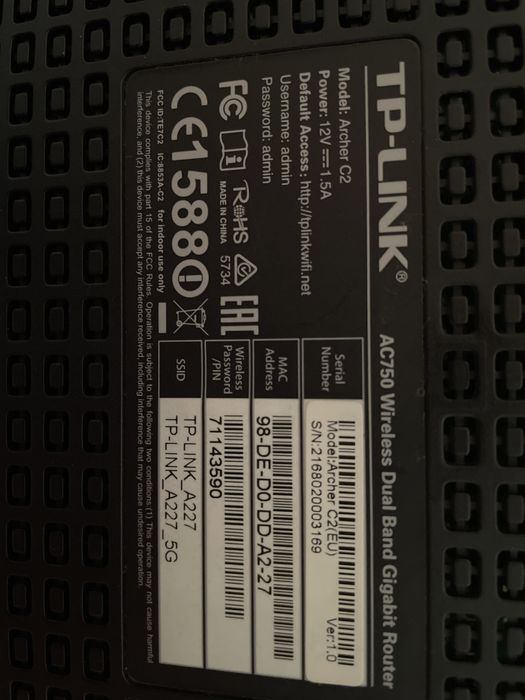 TP-LINK® AC750 Wireless Dual Band Gigabit Router
Model: Archer C2
Power: 12V⎓1.5A
Default Access: http://tplinkwifi.net
Username: admin
Password: admin
FC RoHS EAC
MADE IN CHINA 5734
CE1588
FCC ID:TE7C2 IC:8853A-C2 for indoor use only
Serial Number
Model:Archer C2(EU) Ver:1.0
S/N:2168020003169
MAC Address
98-DE-D0-DD-A2-27
Wireless Password /PIN
71143590
SSID
TP-LINK_A227
TP-LINK_A227_5G
This device complies with part 15 of the FCC Rules. Operation is subject to the following two conditions:(1) This device may not cause harmful
interference, and (2) this device must accept any interference received, including interference that may cause undesired operation.